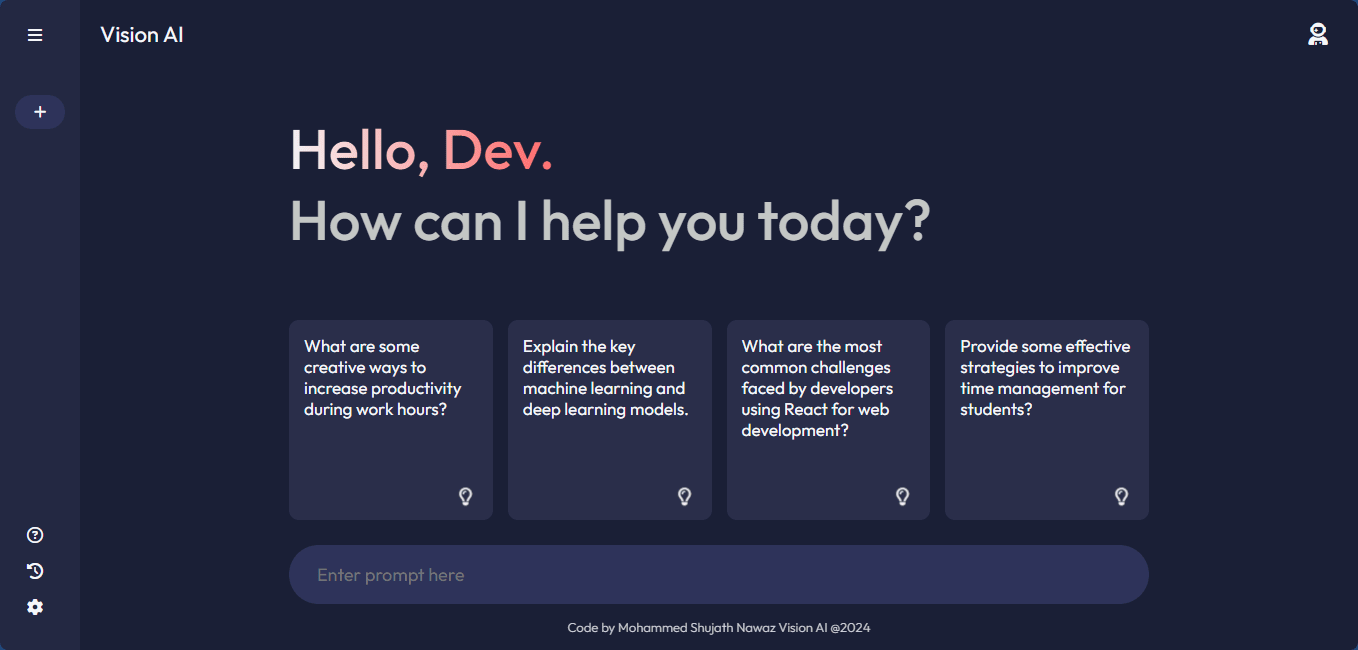 Vision AI
Hello, Dev.
How can I help you today?
What are some
creative ways to
increase productivity
during work hours?
Explain the key
differences between
machine learning and
deep learning models.
What are the most
common challenges
faced by developers
using React for web
development?
Provide some effective
strategies to improve
time management for
students?
Enter prompt here
Code by Mohammed Shujath Nawaz Vision AI @2024